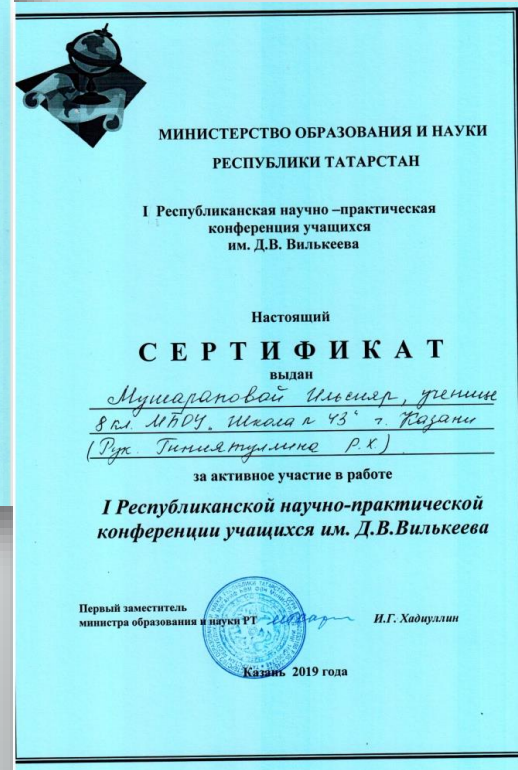 МИНИСТЕРСТВО ОБРАЗОВАНИЯ И НАУКИ
РЕСПУБЛИКИ ТАТАРСТАН
I Республиканская научно –практическая
конференция учащихся
им. Д.В. Вилькеева
Настоящий
СЕРТИФИКАТ
выдан
Мушараповой Ильсияр, ученице
8 кл. МБОУ „Школа № 43" г. Казани
(Рук. Гиниятуллина Р.Х.)
за активное участие в работе
I Республиканской научно-практической
конференции учащихся им. Д.В.Вилькеева
Первый заместитель
министра образования и науки РТ
И.Г. Хадиуллин
Казань 2019 года